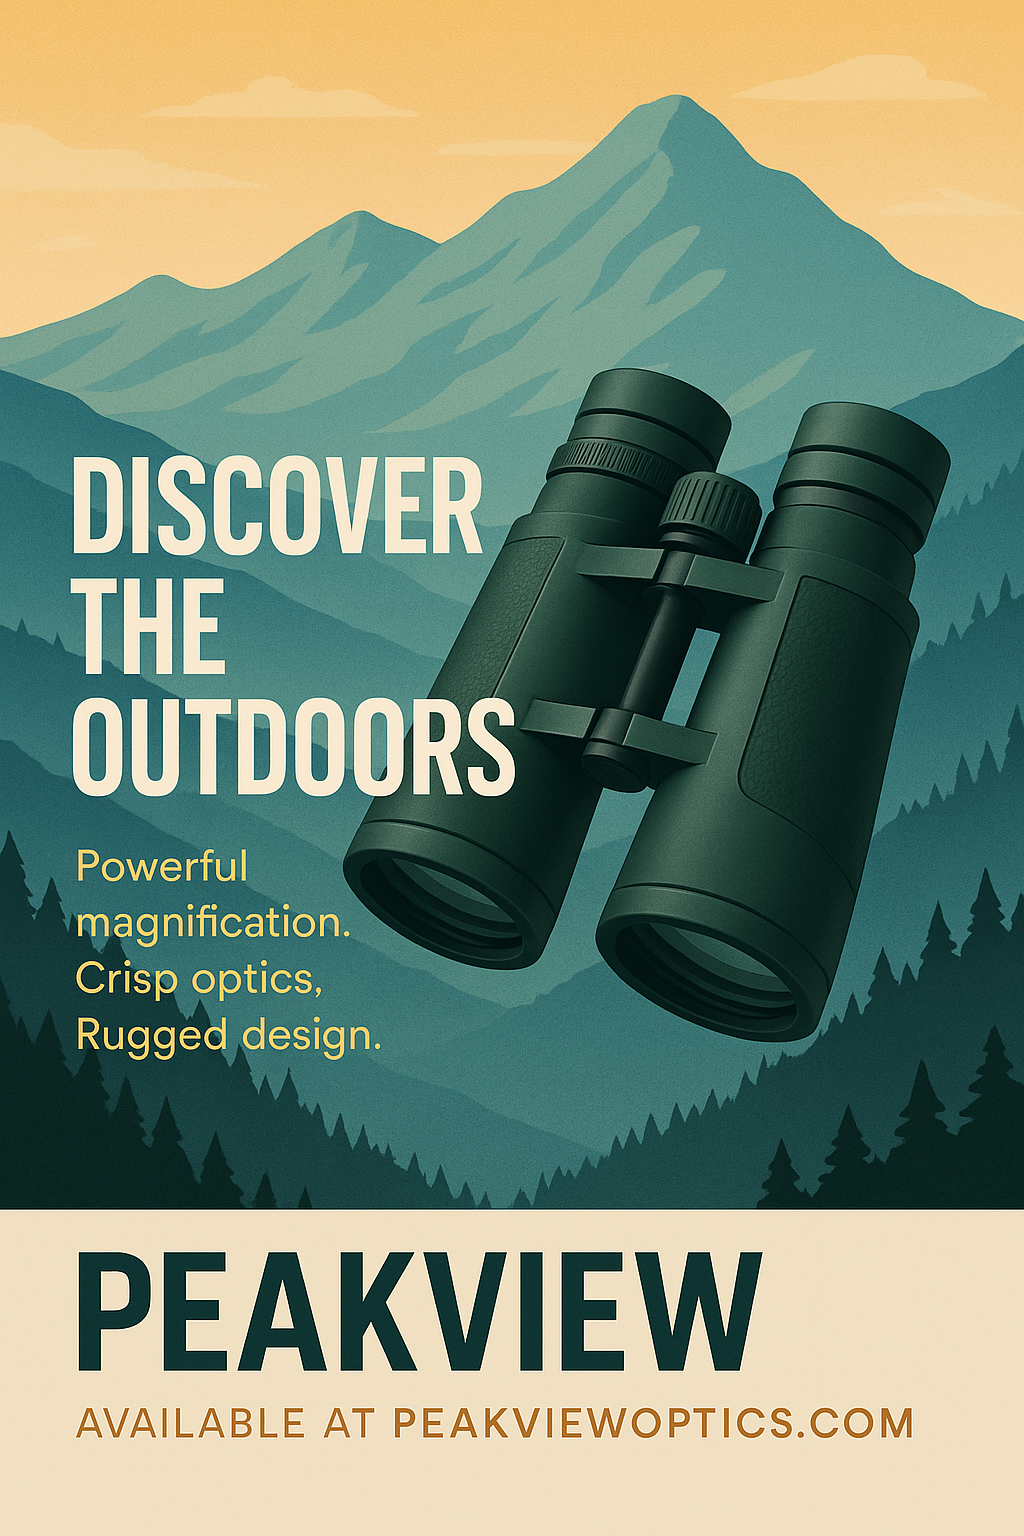 DISCOVER
THE
OUTDOORS
Powerful
magnification.
Crisp optics,
Rugged design.
PEAKVIEW
AVAILABLE AT PEAKVIEWOPTICS.COM